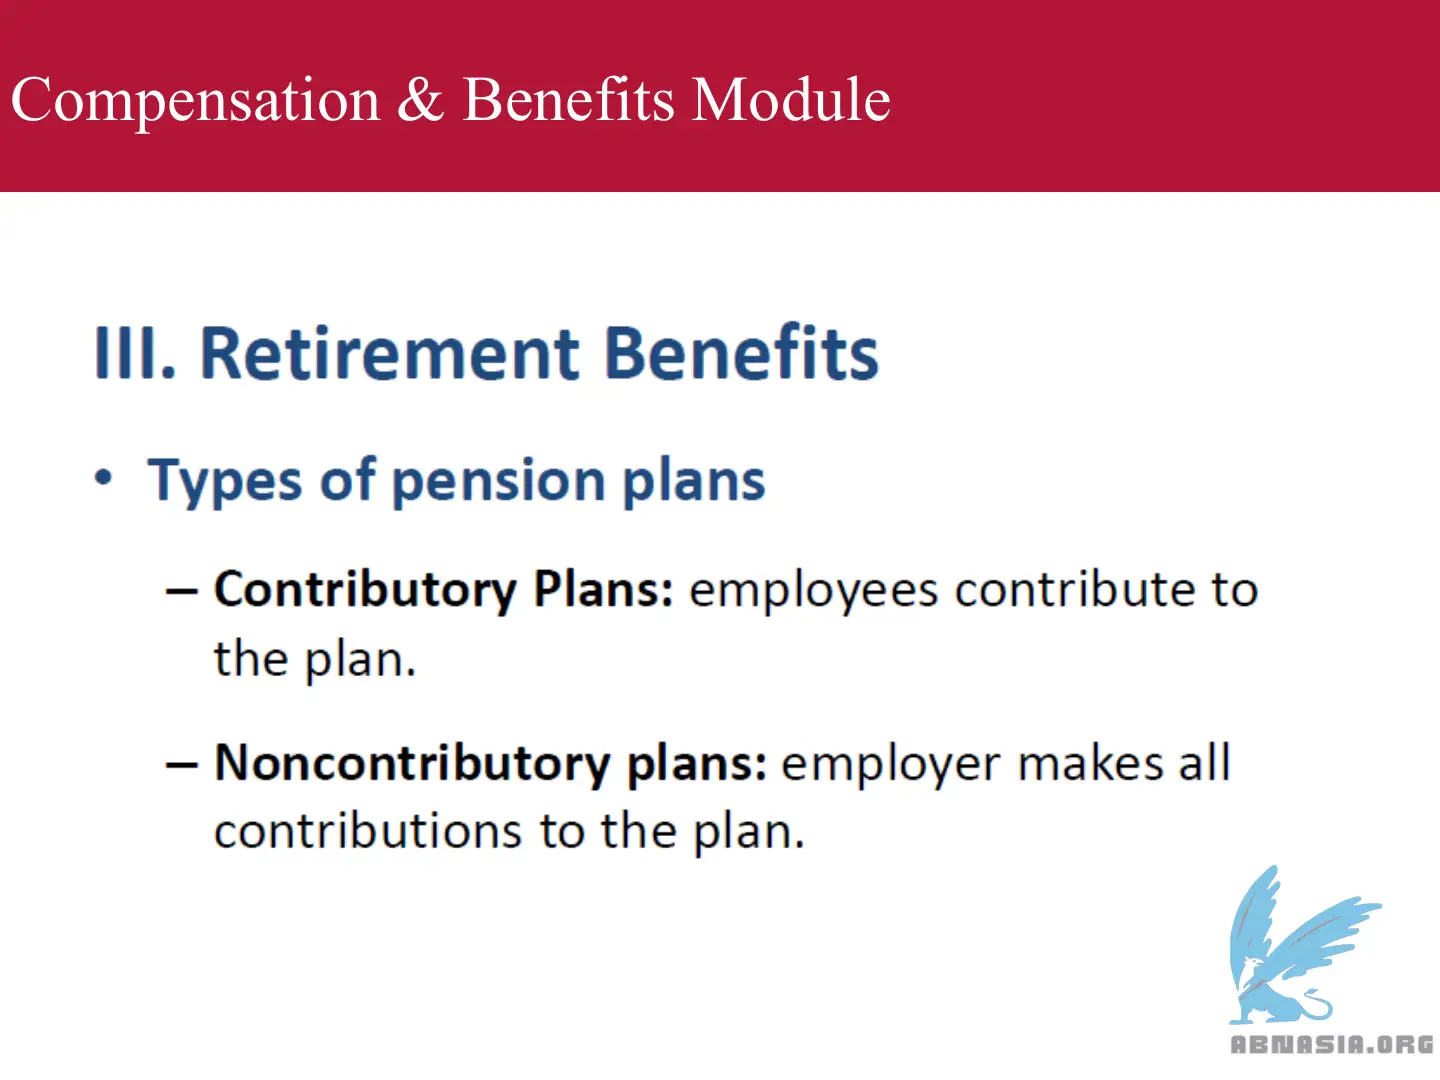 Compensation & Benefits Module
III. Retirement Benefits
• Types of pension plans
– Contributory Plans: employees contribute to
the plan.
– Noncontributory plans: employer makes all
contributions to the plan.
ABNASIA.ORG